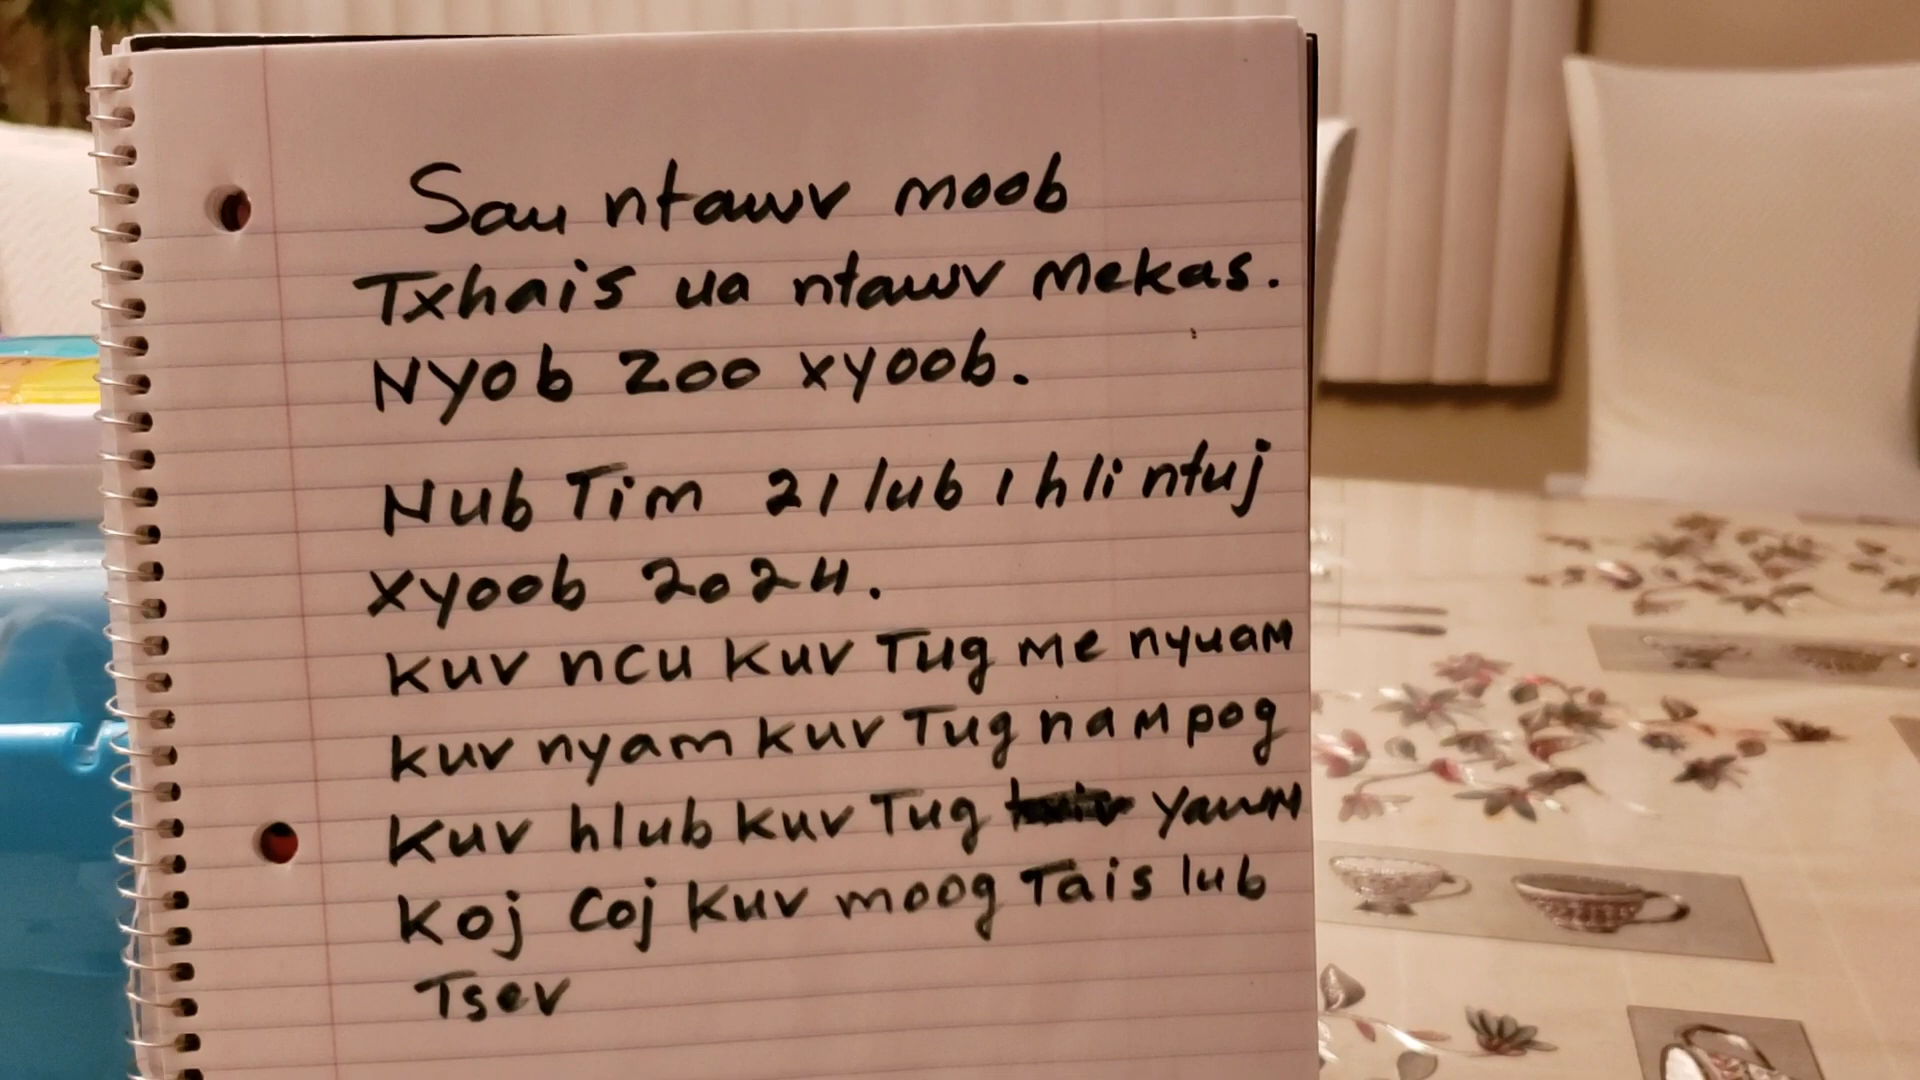 Sau ntawv moob
Txhais ua ntawv Mekas.
NYob Zoo xyoob.
Nub Tim 21 lub 1 hli ntuj
xyoob 2024.
Kuv ncu kuv Tug me nyuam
kuv nyam kuv Tug nam pog
Kuv hlub kuv Tug yawm
Koj coj kuv moog Tais lub
Tsev